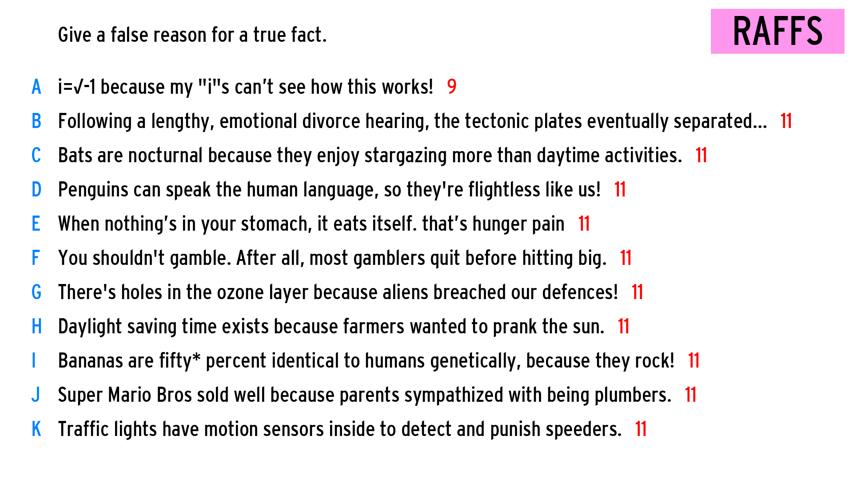 Give a false reason for a true fact.
RAFFS
A i=√-1 because my "i"s can't see how this works! 9
B Following a lengthy, emotional divorce hearing, the tectonic plates eventually separated... 11
C Bats are nocturnal because they enjoy stargazing more than daytime activities. 11
D Penguins can speak the human language, so they're flightless like us! 11
E When nothing's in your stomach, it eats itself. that's hunger pain 11
F You shouldn't gamble. After all, most gamblers quit before hitting big. 11
G There's holes in the ozone layer because aliens breached our defences! 11
H Daylight saving time exists because farmers wanted to prank the sun. 11
I Bananas are fifty* percent identical to humans genetically, because they rock! 11
J Super Mario Bros sold well because parents sympathized with being plumbers. 11
K Traffic lights have motion sensors inside to detect and punish speeders. 11